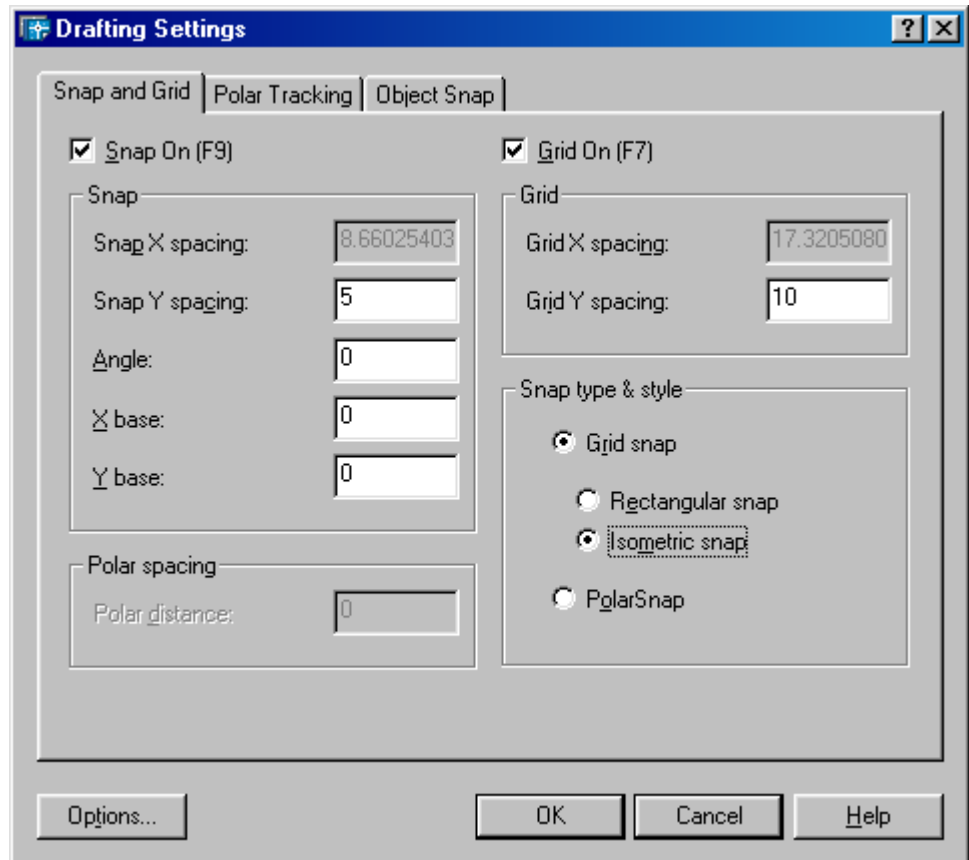 Drafting Settings
Snap and Grid
Polar Tracking
Object Snap
Snap On (F9)
Snap
Snap X spacing:
8.66025403
Snap Y spacing:
5
Angle:
0
X base:
0
Y base:
0
Polar spacing
Polar distance:
0
Grid On (F7)
Grid
Grid X spacing:
17.3205080
Grid Y spacing:
10
Snap type & style
Grid snap
Rectangular snap
Isometric snap
PolarSnap
Options...
OK
Cancel
Help